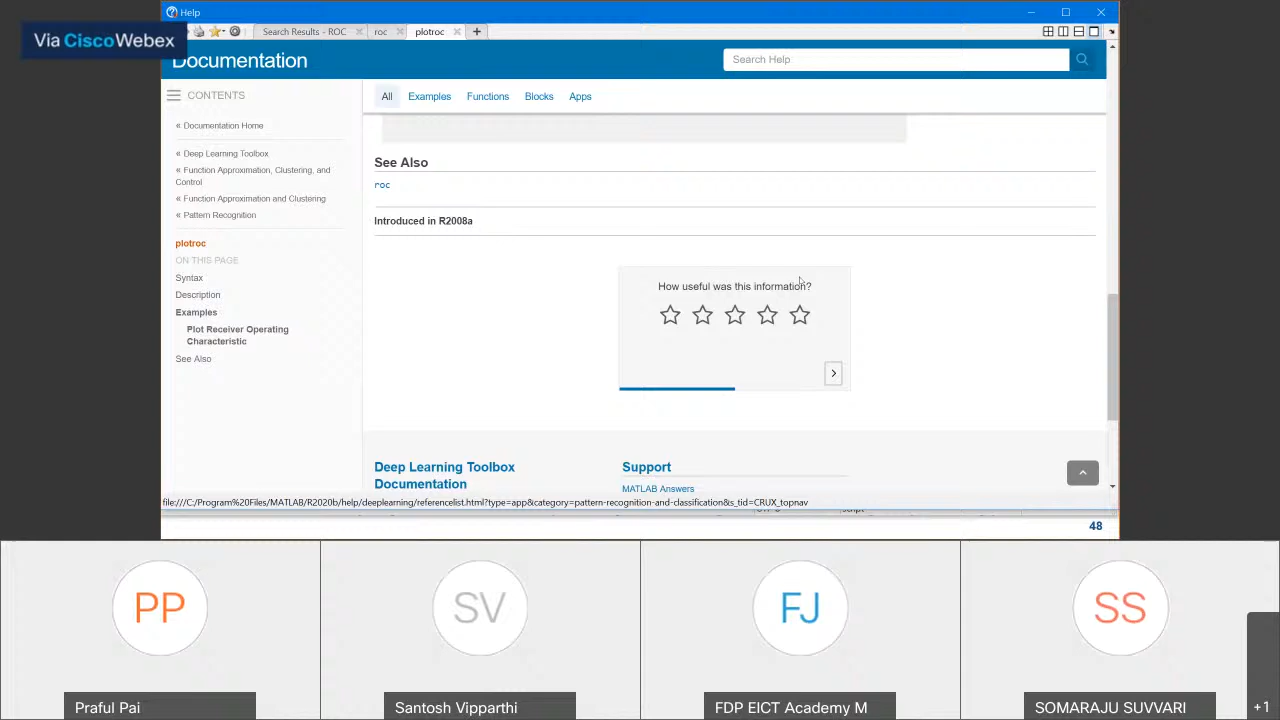 Help
Via CiscoWebex
Search Results - ROC
roc
plotroc
Documentation
Search Help
CONTENTS
All
Examples
Functions
Blocks
Apps
« Documentation Home
« Deep Learning Toolbox
« Function Approximation, Clustering, and
Control
« Function Approximation and Clustering
« Pattern Recognition
plotroc
ON THIS PAGE
Syntax
Description
Examples
Plot Receiver Operating
Characteristic
See Also
See Also
roc
Introduced in R2008a
How useful was this information?
Deep Learning Toolbox
Documentation
Support
MATLAB Answers
file:///C:/Program%20Files/MATLAB/R2020b/help/deeplearning/referencelist.html?type=app&category=pattern-recognition-and-classification&s_tid=CRUX_topnav
48
PP
SV
FJ
SS
Praful Pai
Santosh Vipparthi
FDP EICT Academy M
SOMARAJU SUVVARI
+1